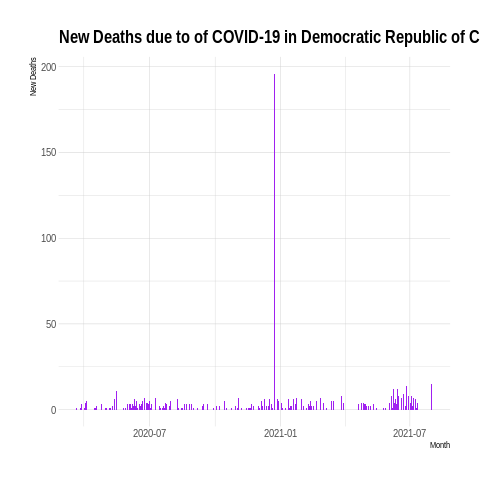 New Deaths due to of COVID-19 in Democratic Republic of C
New Deaths
200
150
100
50
0
2020-07
2021-01
2021-07
Month